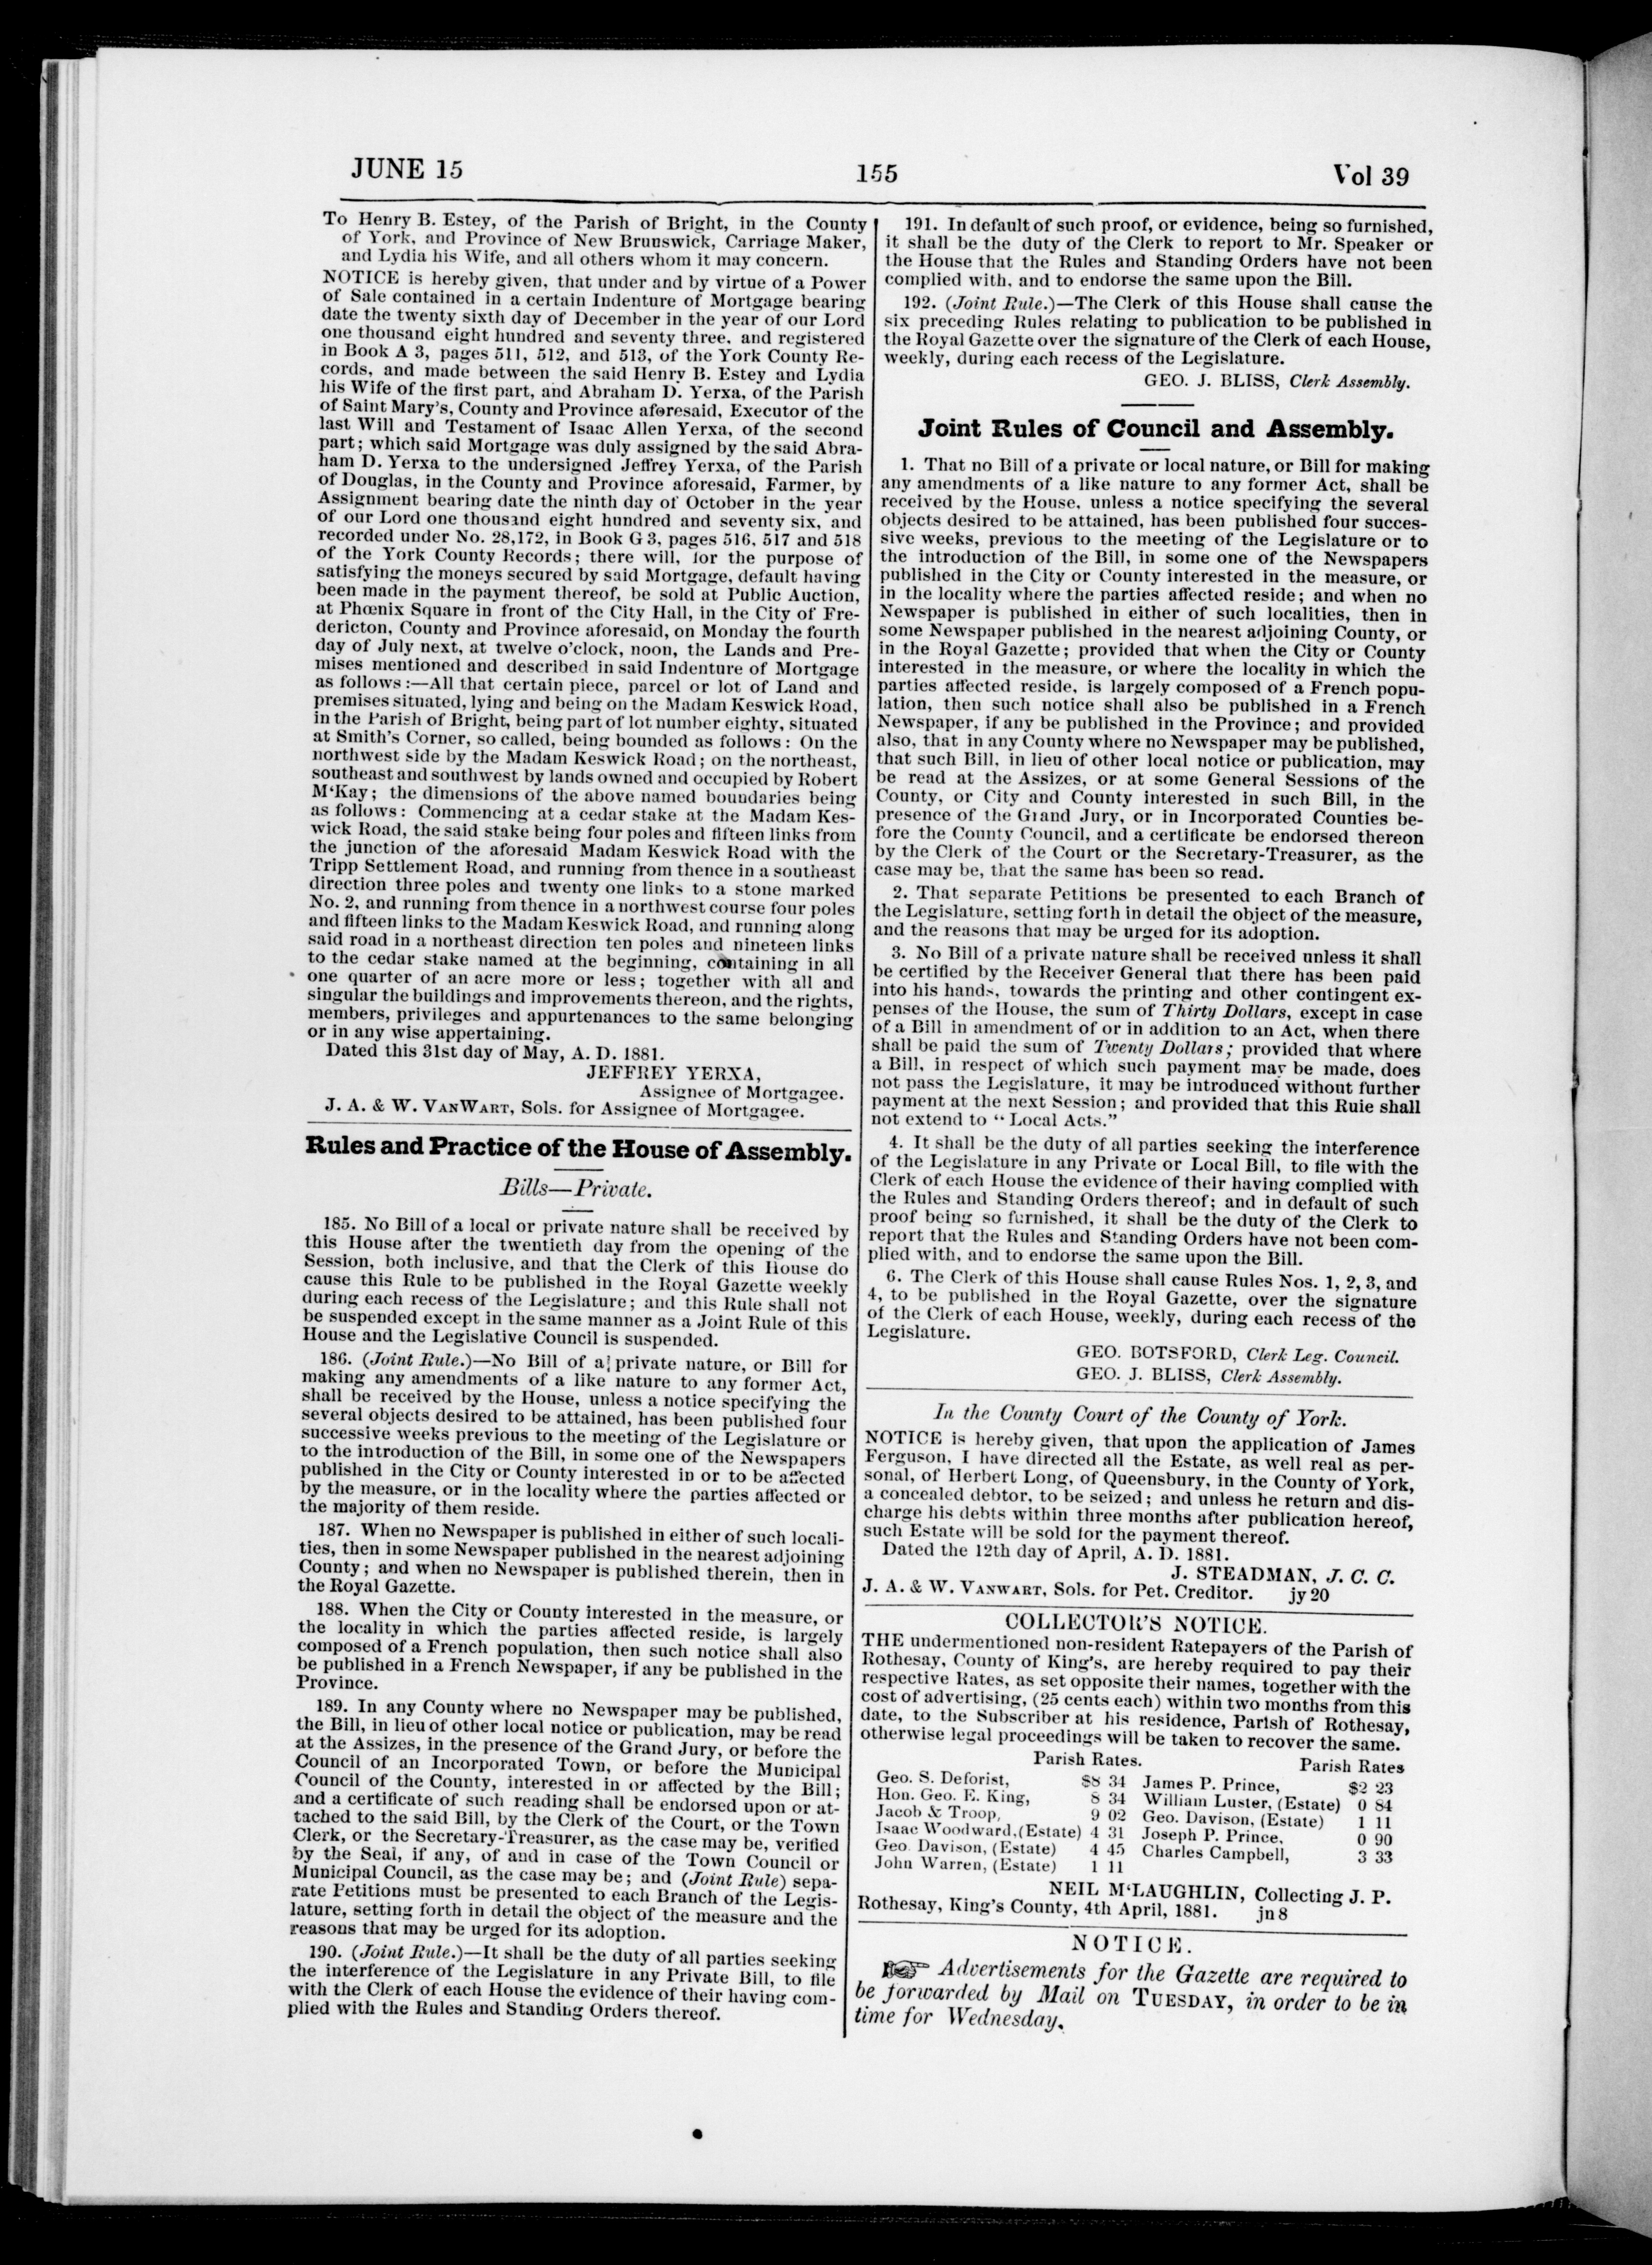 JUNE 15
155
Vol 39
To Henry B. Estey, of the Parish of Bright, in the County
of York, and Province of New Brunswick, Carriage Maker,
and Lydia his Wife, and all others whom it may concern.
NOTICE is hereby given, that under and by virtue of a Power
of Sale contained in a certain Indenture of Mortgage bearing
date the twenty sixth day of December in the year of our Lord
one thousand eight hundred and seventy three, and registered
in Book A 3, pages 511, 512, and 513, of the York County Re-
cords, and made between the said Henry B. Estey and Lydia
his Wife of the first part, and Abraham D. Yerxa, of the Parish
of Saint Mary's, County and Province aforesaid, Executor of the
last Will and Testament of Isaac Allen Yerxa, of the second
part; which said Mortgage was duly assigned by the said Abra-
ham D. Yerxa to the undersigned Jeffrey Yerxa, of the Parish
of Douglas, in the County and Province aforesaid, Farmer, by
Assignment bearing date the ninth day of October in the year
of our Lord one thousand eight hundred and seventy six, and
recorded under No. 28,172, in Book G 3, pages 516, 517 and 518
of the York County Records; there will, for the purpose of
satisfying the moneys secured by said Mortgage, default having
been made in the payment thereof, be sold at Public Auction,
at Phœnix Square in front of the City Hall, in the City of Fre-
dericton, County and Province aforesaid, on Monday the fourth
day of July next, at twelve o'clock, noon, the Lands and Pre-
mises mentioned and described in said Indenture of Mortgage
as follows:—All that certain piece, parcel or lot of Land and
premises situated, lying and being on the Madam Keswick Road,
in the Parish of Bright, being part of lot number eighty, situated
at Smith's Corner, so called, being bounded as follows: On the
northwest side by the Madam Keswick Road; on the northeast,
southeast and southwest by lands owned and occupied by Robert
M'Kay; the dimensions of the above named boundaries being
as follows: Commencing at a cedar stake at the Madam Kes-
wick Road, the said stake being four poles and fifteen links from
the junction of the aforesaid Madam Keswick Road with the
Tripp Settlement Road, and running from thence in a southeast
direction three poles and twenty one links to a stone marked
No. 2, and running from thence in a northwest course four poles
and fifteen links to the Madam Keswick Road, and running along
said road in a northeast direction ten poles and nineteen links
to the cedar stake named at the beginning, containing in all
one quarter of an acre more or less; together with all and
singular the buildings and improvements thereon, and the rights,
members, privileges and appurtenances to the same belonging
or in any wise appertaining.
Dated this 31st day of May, A. D. 1881.
JEFFREY YERXA,
Assignee of Mortgagee.
J. A. & W. VANWART, Sols. for Assignee of Mortgagee.
Rules and Practice of the House of Assembly.
Bills—Private.
185. No Bill of a local or private nature shall be received by
this House after the twentieth day from the opening of the
Session, both inclusive, and that the Clerk of this House do
cause this Rule to be published in the Royal Gazette weekly
during each recess of the Legislature; and this Rule shall not
be suspended except in the same manner as a Joint Rule of this
House and the Legislative Council is suspended.
186. (Joint Rule.)—No Bill of a private nature, or Bill for
making any amendments of a like nature to any former Act,
shall be received by the House, unless a notice specifying the
several objects desired to be attained, has been published four
successive weeks previous to the meeting of the Legislature or
to the introduction of the Bill, in some one of the Newspapers
published in the City or County interested in or to be affected
by the measure, or in the locality where the parties affected or
the majority of them reside.
187. When no Newspaper is published in either of such locali-
ties, then in some Newspaper published in the nearest adjoining
County; and when no Newspaper is published therein, then in
the Royal Gazette.
188. When the City or County interested in the measure, or
the locality in which the parties affected reside, is largely
composed of a French population, then such notice shall also
be published in a French Newspaper, if any be published in the
Province.
189. In any County where no Newspaper may be published,
the Bill, in lieu of other local notice or publication, may be read
at the Assizes, in the presence of the Grand Jury, or before the
Council of an Incorporated Town, or before the Municipal
Council of the County, interested in or affected by the Bill;
and a certificate of such reading shall be endorsed upon or at-
tached to the said Bill, by the Clerk of the Court, or the Town
Clerk, or the Secretary-Treasurer, as the case may be, verified
by the Seal, if any, of and in case of the Town Council or
Municipal Council, as the case may be; and (Joint Rule) sepa-
rate Petitions must be presented to each Branch of the Legis-
lature, setting forth in detail the object of the measure and the
reasons that may be urged for its adoption.
190. (Joint Rule.)—It shall be the duty of all parties seeking
the interference of the Legislature in any Private Bill, to file
with the Clerk of each House the evidence of their having com-
plied with the Rules and Standing Orders thereof.
191. In default of such proof, or evidence, being so furnished,
it shall be the duty of the Clerk to report to Mr. Speaker or
the House that the Rules and Standing Orders have not been
complied with, and to endorse the same upon the Bill.
192. (Joint Rule.)—The Clerk of this House shall cause the
six preceding Rules relating to publication to be published in
the Royal Gazette over the signature of the Clerk of each House,
weekly, during each recess of the Legislature.
GEO. J. BLISS, Clerk Assembly.
Joint Rules of Council and Assembly.
1. That no Bill of a private or local nature, or Bill for making
any amendments of a like nature to any former Act, shall be
received by the House, unless a notice specifying the several
objects desired to be attained, has been published four succes-
sive weeks, previous to the meeting of the Legislature or to
the introduction of the Bill, in some one of the Newspapers
published in the City or County interested in the measure, or
in the locality where the parties affected reside; and when no
Newspaper is published in either of such localities, then in
some Newspaper published in the nearest adjoining County, or
in the Royal Gazette; provided that when the City or County
interested in the measure, or where the locality in which the
parties affected reside, is largely composed of a French popu-
lation, then such notice shall also be published in a French
Newspaper, if any be published in the Province; and provided
also, that in any County where no Newspaper may be published,
that such Bill, in lieu of other local notice or publication, may
be read at the Assizes, or at some General Sessions of the
County, or City and County interested in such Bill, in the
presence of the Grand Jury, or in Incorporated Counties be-
fore the County Council, and a certificate be endorsed thereon
by the Clerk of the Court or the Secretary-Treasurer, as the
case may be, that the same has been so read.
2. That separate Petitions be presented to each Branch of
the Legislature, setting forth in detail the object of the measure,
and the reasons that may be urged for its adoption.
3. No Bill of a private nature shall be received unless it shall
be certified by the Receiver General that there has been paid
into his hands, towards the printing and other contingent ex-
penses of the House, the sum of Thirty Dollars, except in case
of a Bill in amendment of or in addition to an Act, when there
shall be paid the sum of Twenty Dollars; provided that where
a Bill, in respect of which such payment may be made, does
not pass the Legislature, it may be introduced without further
payment at the next Session; and provided that this Rule shall
not extend to "Local Acts."
4. It shall be the duty of all parties seeking the interference
of the Legislature in any Private or Local Bill, to file with the
Clerk of each House the evidence of their having complied with
the Rules and Standing Orders thereof; and in default of such
proof being so furnished, it shall be the duty of the Clerk to
report that the Rules and Standing Orders have not been com-
plied with, and to endorse the same upon the Bill.
6. The Clerk of this House shall cause Rules Nos. 1, 2, 3, and
4, to be published in the Royal Gazette, over the signature
of the Clerk of each House, weekly, during each recess of the
Legislature.
GEO. BOTSFORD, Clerk Leg. Council.
GEO. J. BLISS, Clerk Assembly.
In the County Court of the County of York.
NOTICE is hereby given, that upon the application of James
Ferguson, I have directed all the Estate, as well real as per-
sonal, of Herbert Long, of Queensbury, in the County of York,
a concealed debtor, to be seized; and unless he return and dis-
charge his debts within three months after publication hereof,
such Estate will be sold for the payment thereof.
Dated the 12th day of April, A. D. 1881.
J. STEADMAN, J. C. C.
J. A. & W. VANWART, Sols. for Pet. Creditor. jy 20
COLLECTOR'S NOTICE.
THE undermentioned non-resident Ratepayers of the Parish of
Rothesay, County of King's, are hereby required to pay their
respective Rates, as set opposite their names, together with the
cost of advertising, (25 cents each) within two months from this
date, to the Subscriber at his residence, Parish of Rothesay,
otherwise legal proceedings will be taken to recover the same.
Parish Rates. Parish Rates
Geo. S. Deforist, $8 34 James P. Prince, $2 23
Hon. Geo. E. King, 8 34 William Luster, (Estate) 0 84
Jacob & Troop, 9 02 Geo. Davison, (Estate) 1 11
Isaac Woodward, (Estate) 4 31 Joseph P. Prince, 0 90
Geo. Davison, (Estate) 4 45 Charles Campbell, 3 33
John Warren, (Estate) 1 11
NEIL M'LAUGHLIN, Collecting J. P.
Rothesay, King's County, 4th April, 1881. jn 8
NOTICE.
Advertisements for the Gazette are required to
be forwarded by Mail on TUESDAY, in order to be in
time for Wednesday.